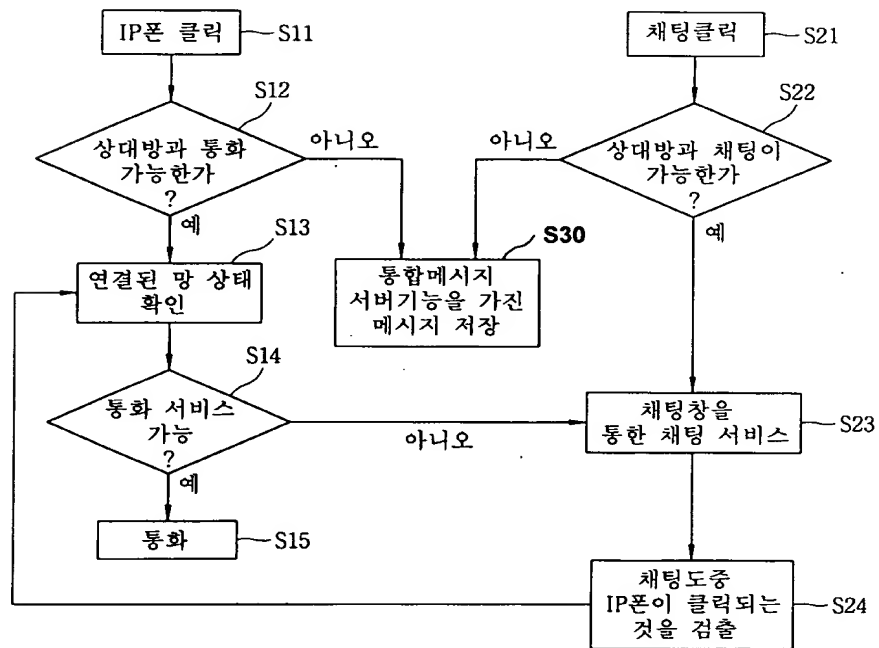 IP폰 클릭
S11
채팅클릭
S21
S12
S22
상대방과 통화
가능한가
?
아니오
예
상대방과 채팅이
가능한가
?
아니오
예
S13
연결된 망 상태
확인
S30
통합메시지
서버기능을 가진
메시지 저장
S14
통화 서비스
가능
?
아니오
예
채팅창을
통한 채팅 서비스
S23
통화
S15
채팅도중
IP폰이 클릭되는
것을 검출
S24